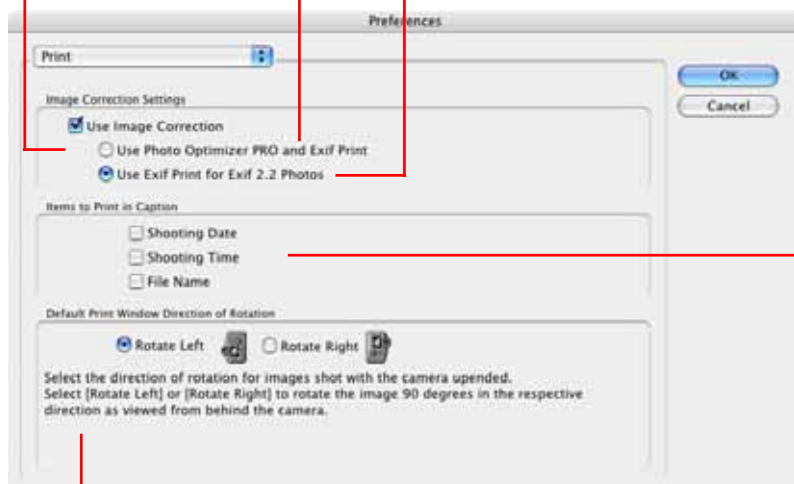 Preferences
Print
OK
Cancel
Image Correction Settings
Use Image Correction
Use Photo Optimizer PRO and Exif Print
Use Exif Print for Exif 2.2 Photos
Items to Print in Caption
Shooting Date
Shooting Time
File Name
Default Print Window Direction of Rotation
Rotate Left
Rotate Right
Select the direction of rotation for images shot with the camera upended.
Select [Rotate Left] or [Rotate Right] to rotate the image 90 degrees in the respective
direction as viewed from behind the camera.